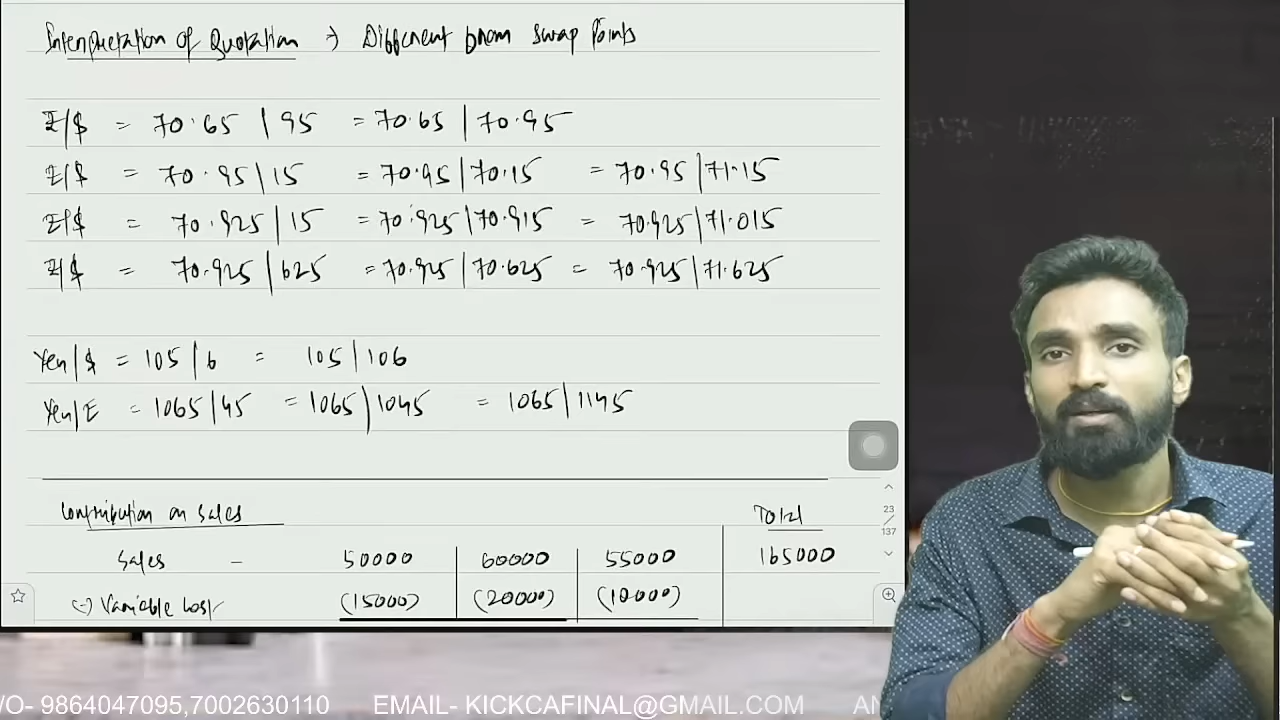 Interpretation of Quotation → Different from Swap Points
₹/$ = 70.65 | 95 = 70.65 | 70.95
₹/$ = 70.95 | 15 = 70.95 | 70.15 = 70.95 | 71.15
₹/$ = 70.925 | 15 = 70.925 | 70.915 = 70.925 | 71.015
₹/$ = 70.925 | 625 = 70.925 | 70.625 = 70.925 | 71.625
Yen/$ = 105 | 6 = 105 | 106
Yen/£ = 1065 | 45 = 1065 | 1045 = 1065 | 1145
Contribution on Sales Total
Sales - 50000 60000 55000 165000
(-) Variable Cost (15000) (20000) (10000)
23
/
137
/O- 9864047095,7002630110 EMAIL- KICKCAFINAL@GMAIL.COM AN